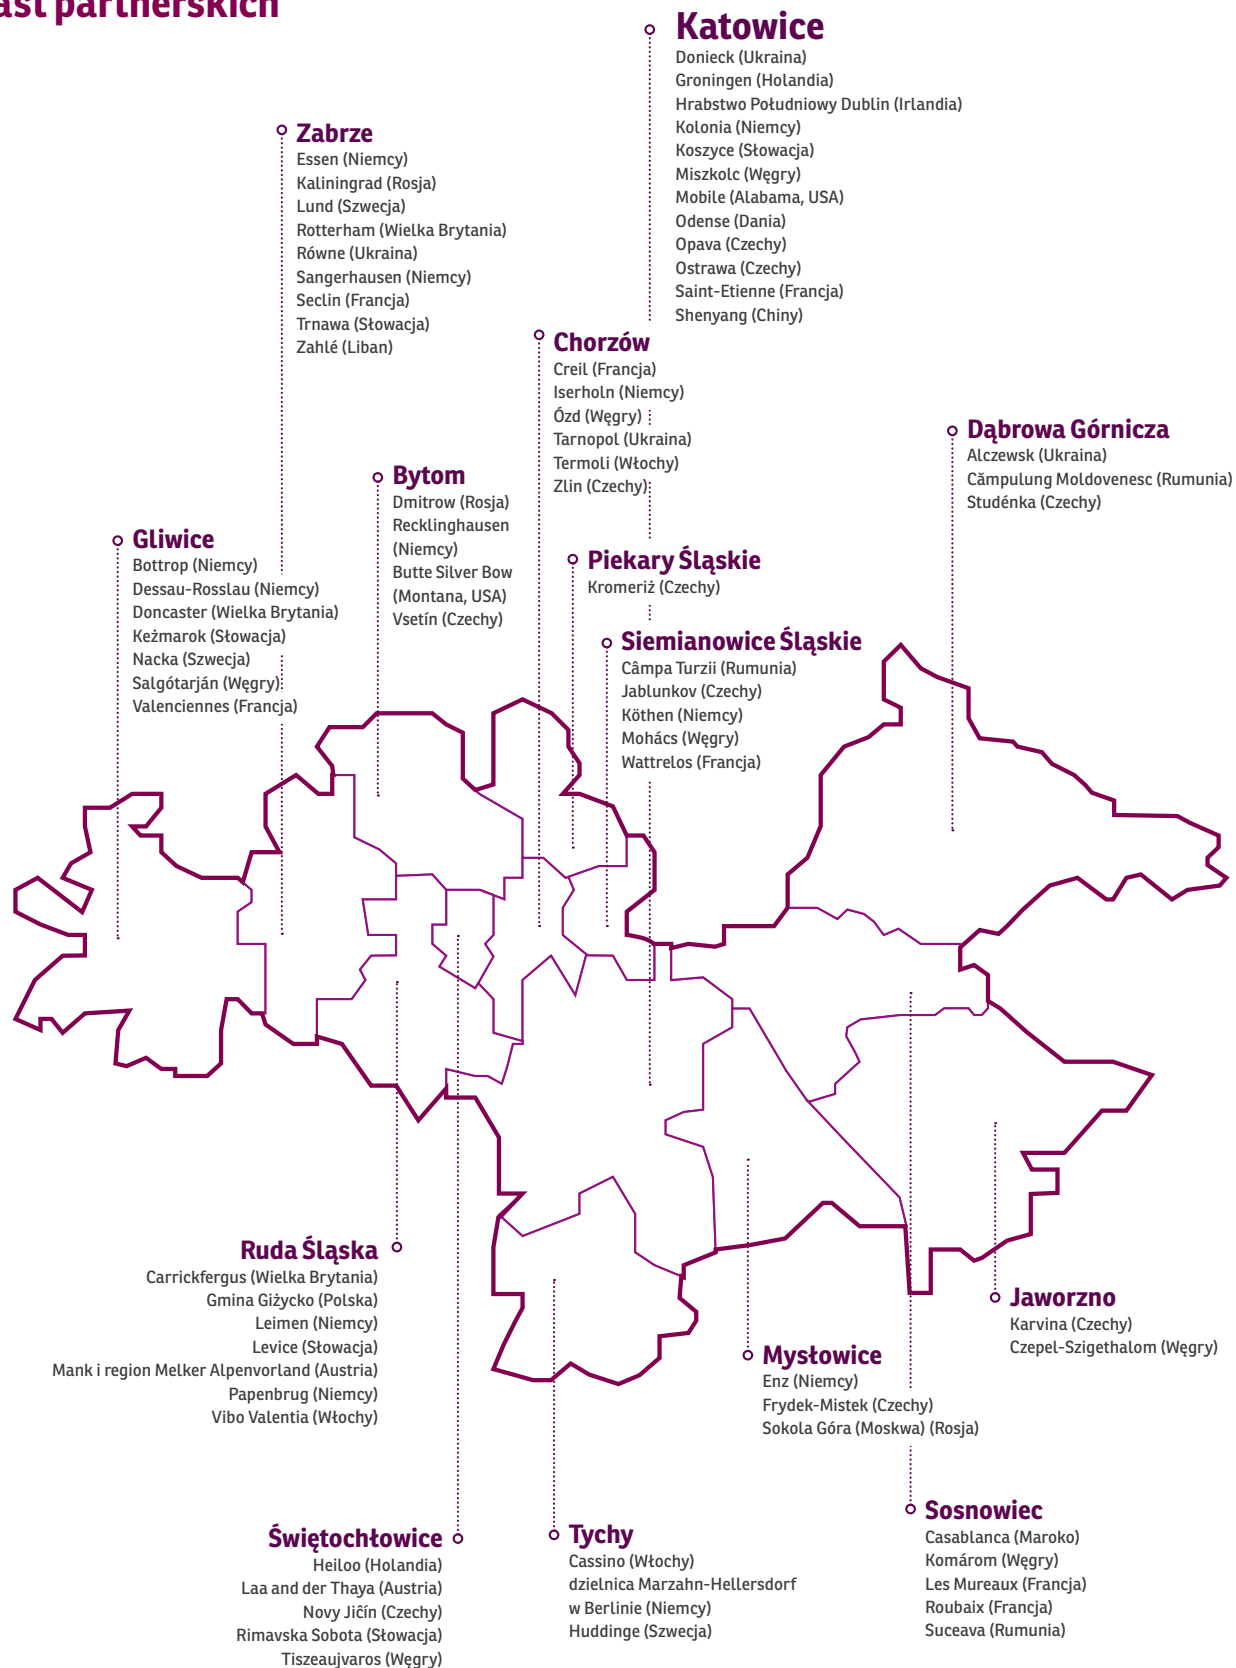 ast partnerskich
Katowice
Donieck (Ukraina)
Groningen (Holandia)
Hrabstwo Południowy Dublin (Irlandia)
Kolonia (Niemcy)
Koszyce (Słowacja)
Miszkolc (Węgry)
Mobile (Alabama, USA)
Odense (Dania)
Opava (Czechy)
Ostrawa (Czechy)
Saint-Etienne (Francja)
Shenyang (Chiny)
Zabrze
Essen (Niemcy)
Kaliningrad (Rosja)
Lund (Szwecja)
Rotterham (Wielka Brytania)
Równe (Ukraina)
Sangerhausen (Niemcy)
Seclin (Francja)
Trnawa (Słowacja)
Zahlé (Liban)
Chorzów
Creil (Francja)
Iserholn (Niemcy)
Ózd (Węgry)
Tarnopol (Ukraina)
Termoli (Włochy)
Zlin (Czechy)
Dąbrowa Górnicza
Alczewsk (Ukraina)
Cămpulung Moldovenesc (Rumunia)
Studénka (Czechy)
Bytom
Dmitrow (Rosja)
Recklinghausen
(Niemcy)
Butte Silver Bow
(Montana, USA)
Vsetín (Czechy)
Gliwice
Bottrop (Niemcy)
Dessau-Rosslau (Niemcy)
Doncaster (Wielka Brytania)
Keżmarok (Słowacja)
Nacka (Szwecja)
Salgótarján (Węgry)
Valenciennes (Francja)
Piekary Śląskie
Kromeriż (Czechy)
Siemianowice Śląskie
Câmpa Turzii (Rumunia)
Jablunkov (Czechy)
Köthen (Niemcy)
Mohács (Węgry)
Wattrelos (Francja)
Ruda Śląska
Carrickfergus (Wielka Brytania)
Gmina Giżycko (Polska)
Leimen (Niemcy)
Levice (Słowacja)
Mank i region Melker Alpenvorland (Austria)
Papenbrug (Niemcy)
Vibo Valentia (Włochy)
Jaworzno
Karvina (Czechy)
Czepel-Szigethalom (Węgry)
Mysłowice
Enz (Niemcy)
Frydek-Mistek (Czechy)
Sokola Góra (Moskwa) (Rosja)
Świętochłowice
Heiloo (Holandia)
Laa and der Thaya (Austria)
Novy Jičín (Czechy)
Rimavska Sobota (Słowacja)
Tiszeaujvaros (Węgry)
Tychy
Cassino (Włochy)
dzielnica Marzahn-Hellersdorf
w Berlinie (Niemcy)
Huddinge (Szwecja)
Sosnowiec
Casablanca (Maroko)
Komárom (Węgry)
Les Mureaux (Francja)
Roubaix (Francja)
Suceava (Rumunia)